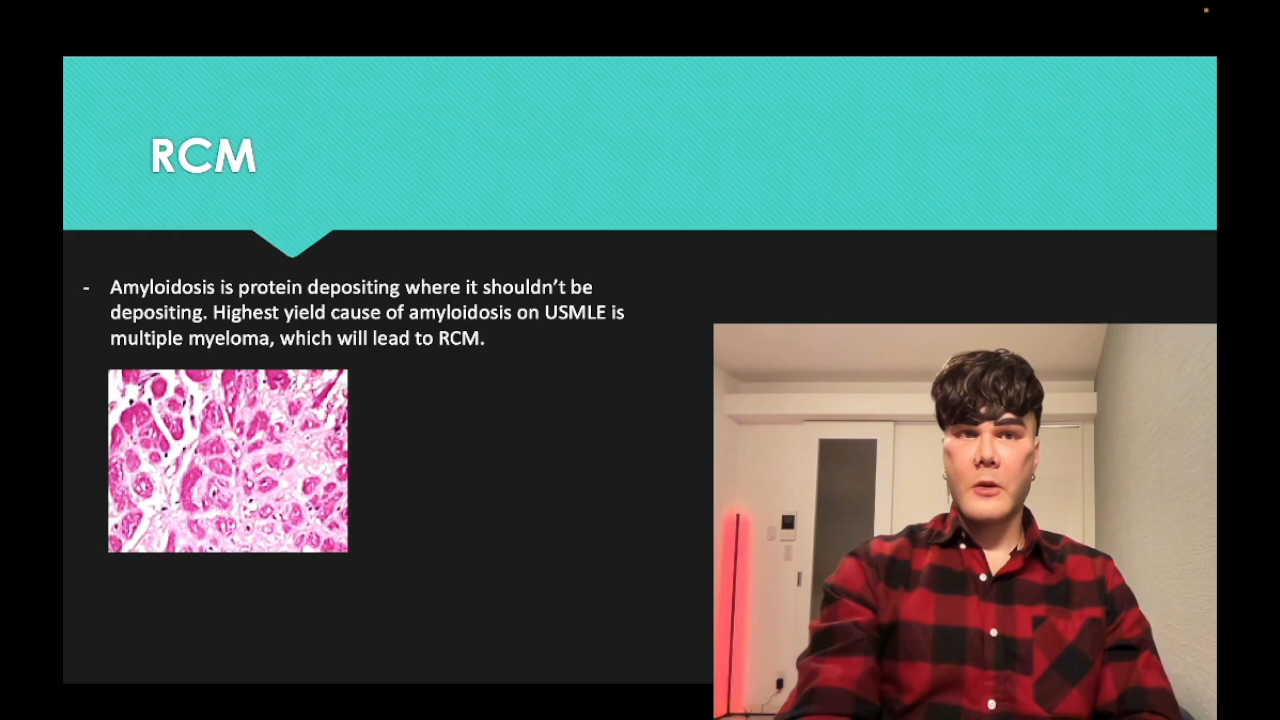 RCM
- Amyloidosis is protein depositing where it shouldn’t be
depositing. Highest yield cause of amyloidosis on USMLE is
multiple myeloma, which will lead to RCM.